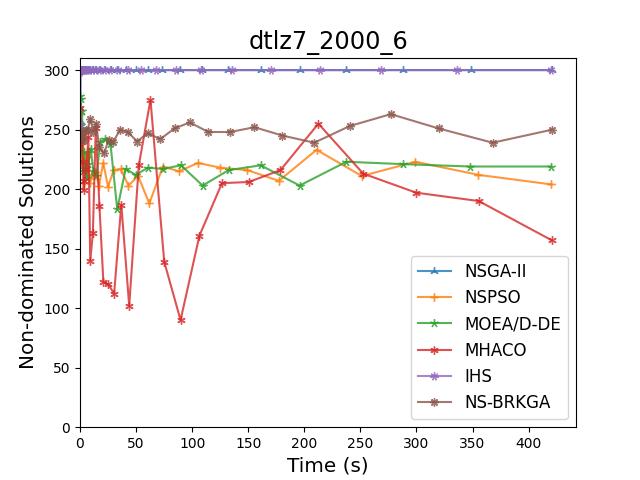 dtlz7_2000_6
Non-dominated Solutions
300
250
200
150
100
50
0
NSGA-II
NSPSO
MOEA/D-DE
MHACO
IHS
NS-BRKGA
0 50 100 150 200 250 300 350 400
Time (s)